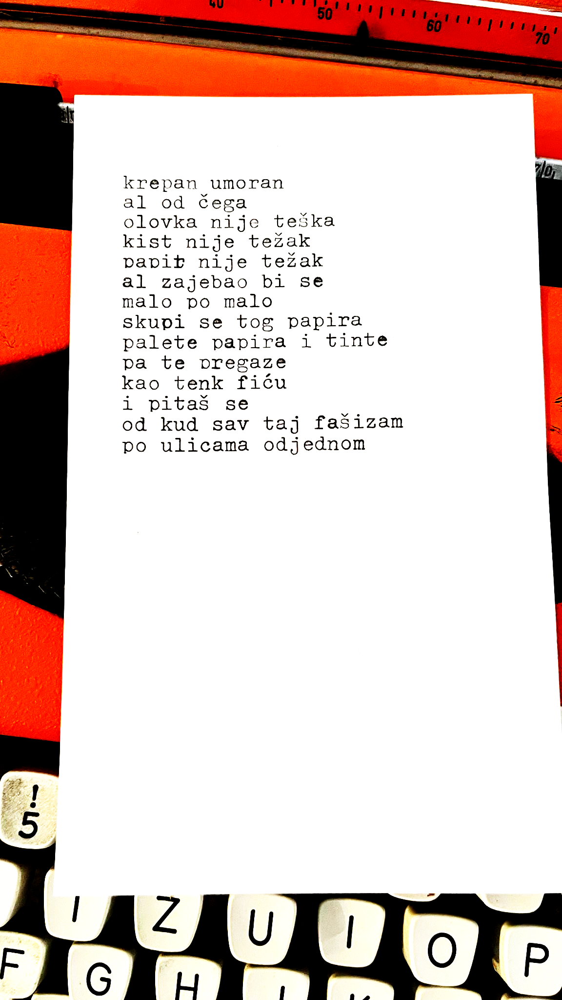 40 50 60 70
krepan umoran
al od čega
olovka nije teška
kist nije težak
papir nije težak
al zajebao bi se
malo po malo
skupi se tog papira
palete papira i tinte
pa te pregaze
kao tenk fiću
i pitaš se
od kud sav taj fašizam
po ulicama odjednom
!
5
Z U I O P
F G H